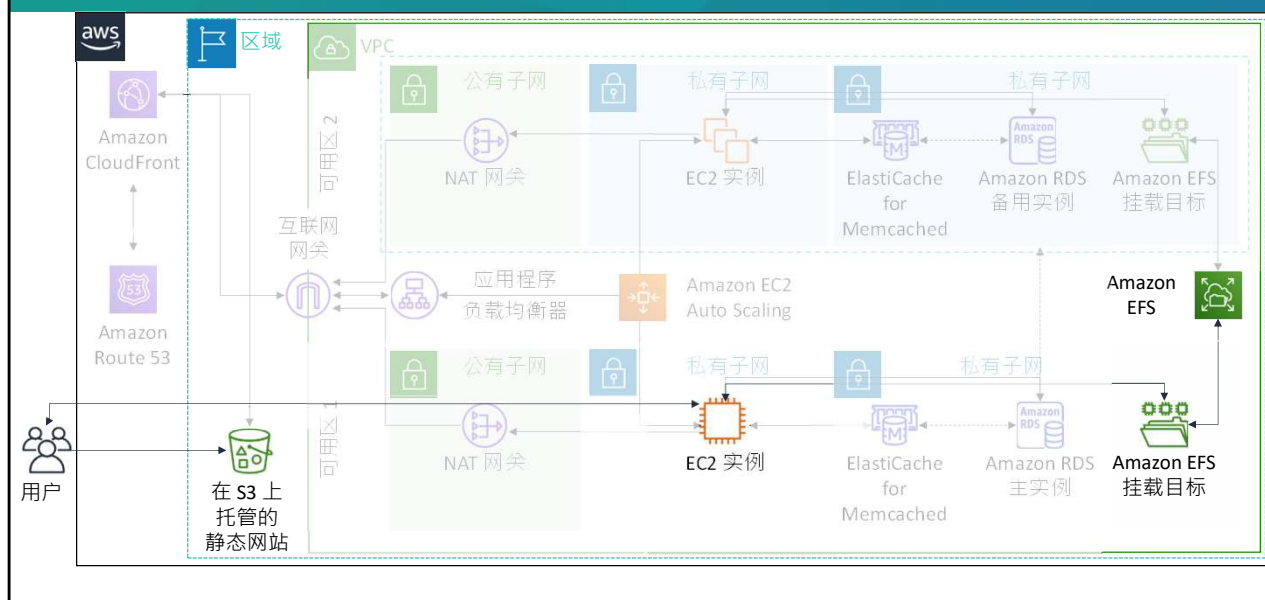 aws
区域
VPC
公有子网
私有子网
私有子网
Amazon
CloudFront
可用区 2
NAT 网关
EC2 实例
ElastiCache
for
Memcached
Amazon
RDS
Amazon RDS
备用实例
Amazon EFS
挂载目标
互联网
网关
应用程序
负载均衡器
Amazon EC2
Auto Scaling
Amazon
EFS
53
Amazon
Route 53
公有子网
私有子网
私有子网
可用区 1
用户
在 S3 上
托管的
静态网站
NAT 网关
EC2 实例
M
ElastiCache
for
Memcached
Amazon
RDS
Amazon RDS
主实例
Amazon EFS
挂载目标
M